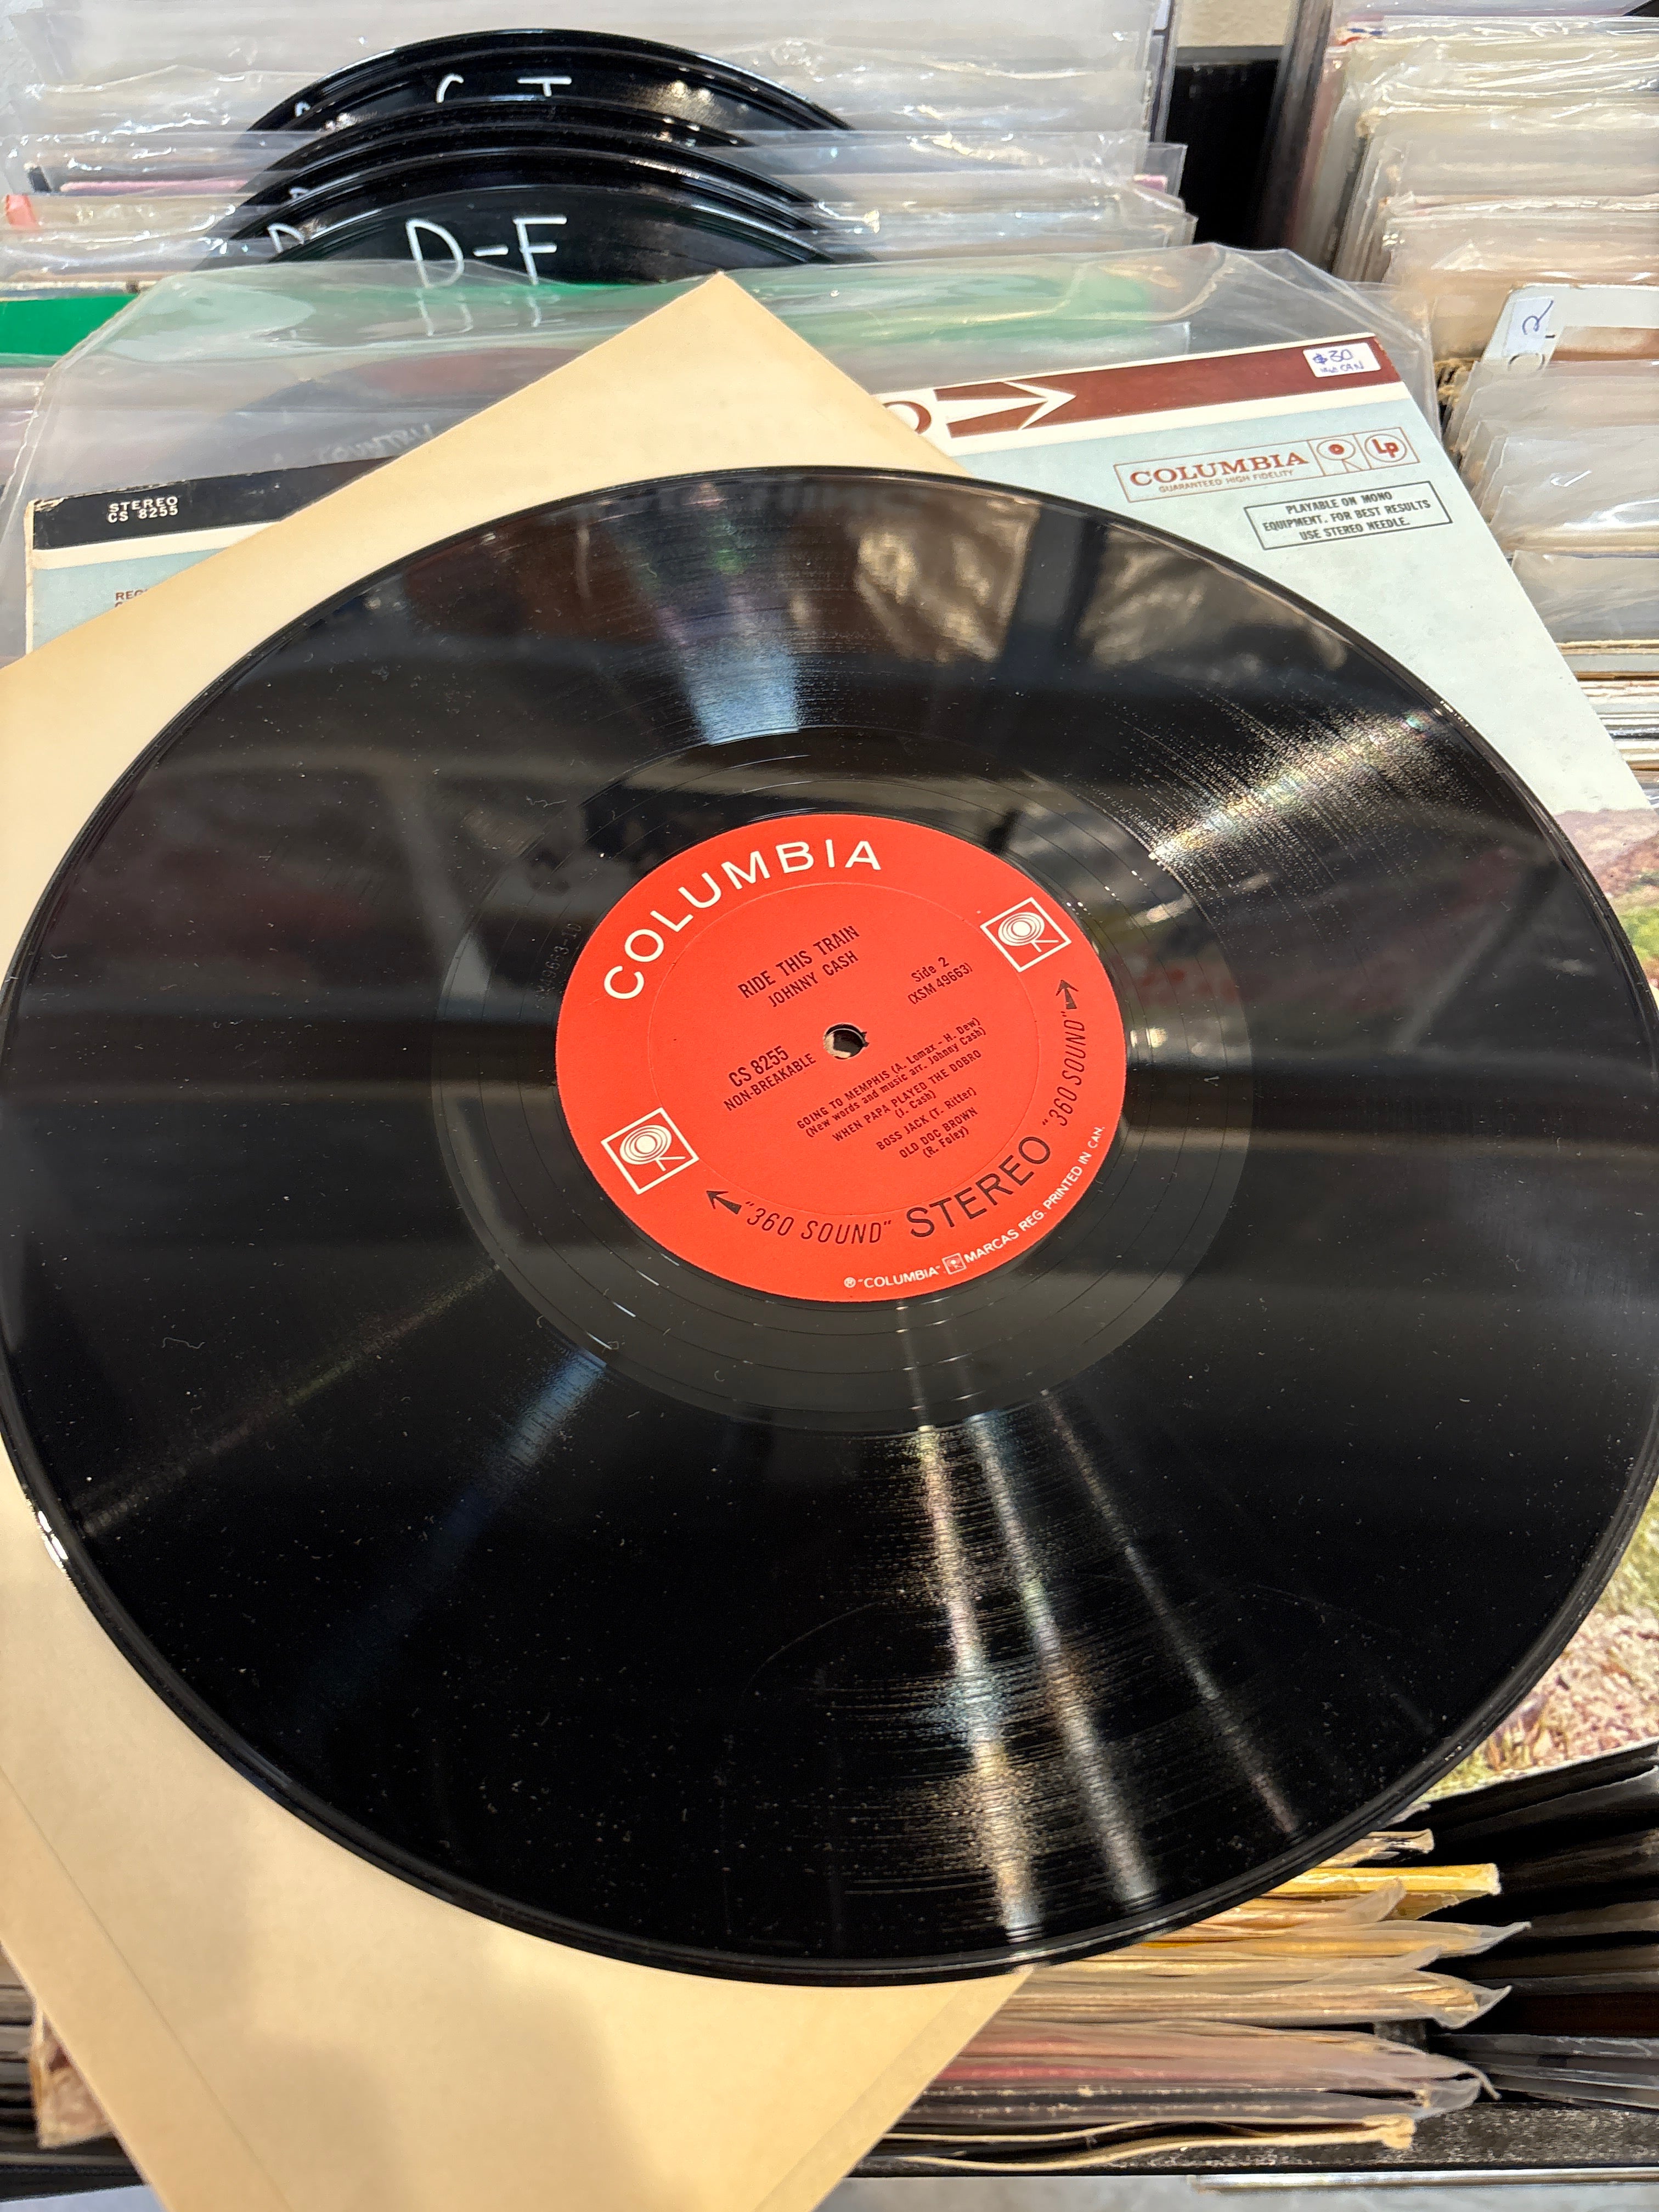 D-F
$30
STEREO
CS 8255
COLUMBIA
GUARANTEED HIGH FIDELITY
Lp
PLAYABLE ON MONO
EQUIPMENT. FOR BEST RESULTS
USE STEREO NEEDLE.
COLUMBIA
RIDE THIS TRAIN
JOHNNY CASH
Side 2
(XSM 49663)
CS 8255
NON-BREAKABLE
GOING TO MEMPHIS (A. Lomax - H. Dew)
(New words and music arr. Johnny Cash)
WHEN PAPA PLAYED THE DOBRO
(J. Cash)
BOSS JACK (T. Ritter)
OLD DOC BROWN
(R. Foley)
"360 SOUND" STEREO "360 SOUND"
® "COLUMBIA" MARCAS REG. PRINTED IN CAN.